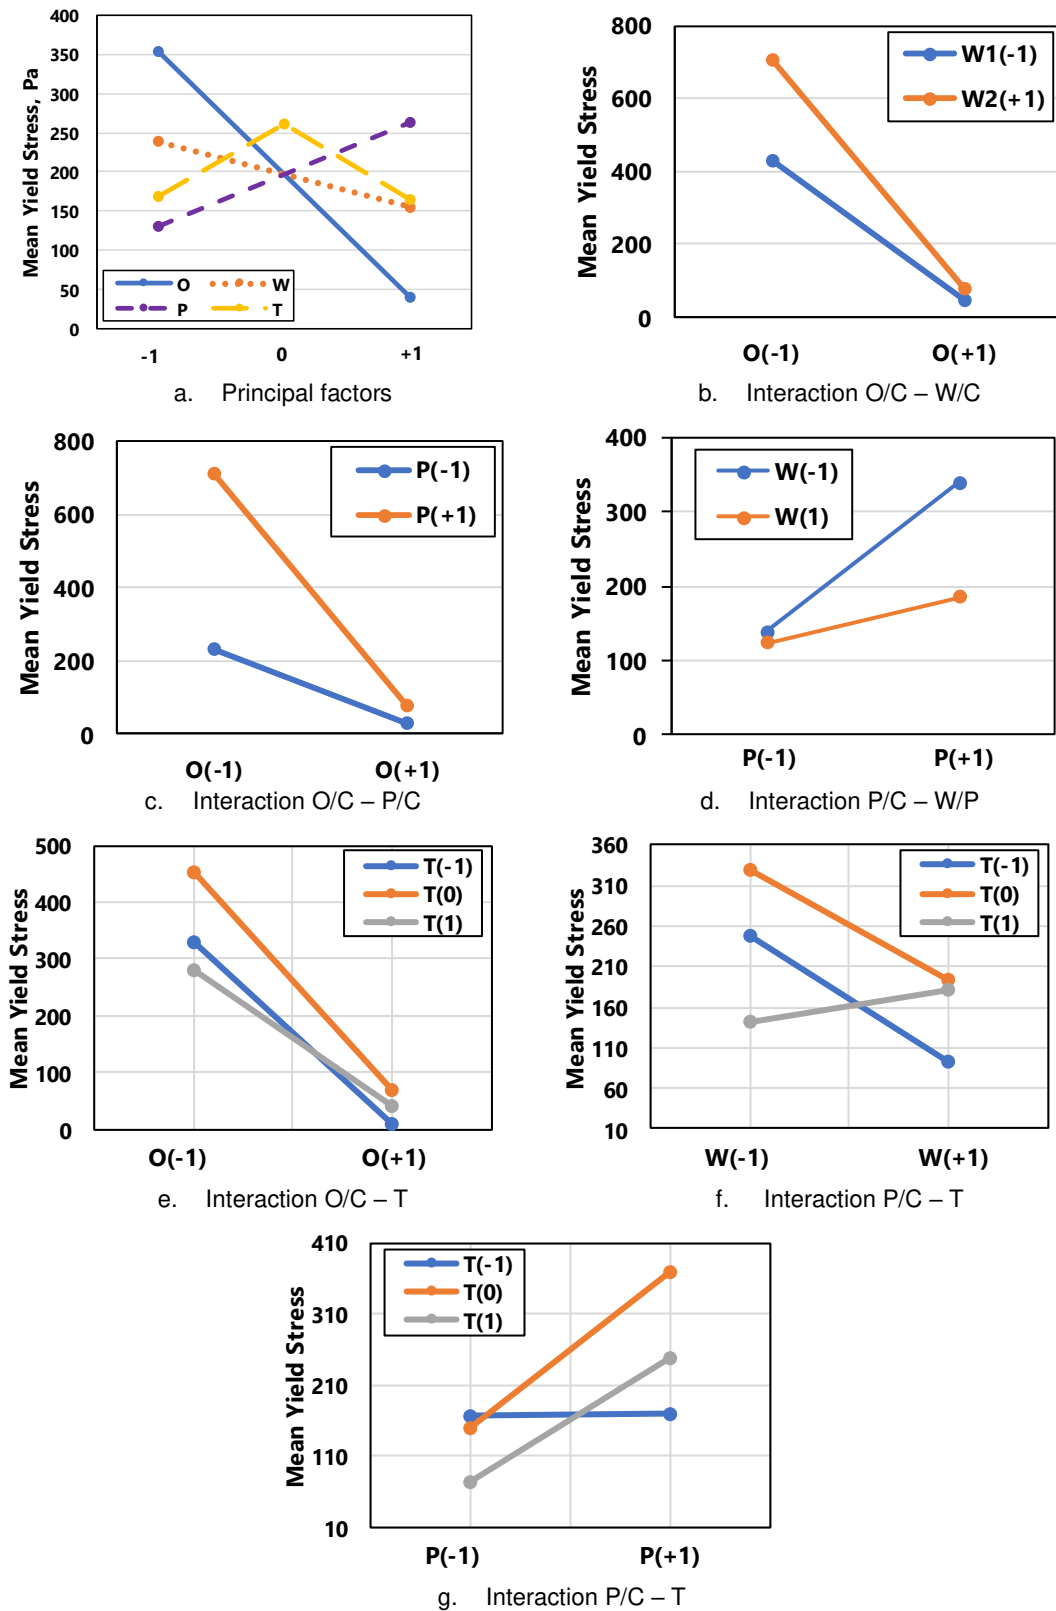 400
350
300
250
200
150
100
50
0
Mean Yield Stress, Pa
O
W
P
T
-1
0
+1
a. Principal factors
800
600
400
200
0
Mean Yield Stress
W1(-1)
W2(+1)
O(-1)
O(+1)
b. Interaction O/C – W/C
800
600
400
200
0
Mean Yield Stress
P(-1)
P(+1)
O(-1)
O(+1)
c. Interaction O/C – P/C
400
300
200
100
0
Mean Yield Stress
W(-1)
W(1)
P(-1)
P(+1)
d. Interaction P/C – W/P
500
400
300
200
100
0
Mean Yield Stress
T(-1)
T(0)
T(1)
O(-1)
O(+1)
e. Interaction O/C – T
360
310
260
210
160
110
60
10
Mean Yield Stress
T(-1)
T(0)
T(1)
W(-1)
W(+1)
f. Interaction P/C – T
410
310
210
110
10
Mean Yield Stress
T(-1)
T(0)
T(1)
P(-1)
P(+1)
g. Interaction P/C – T